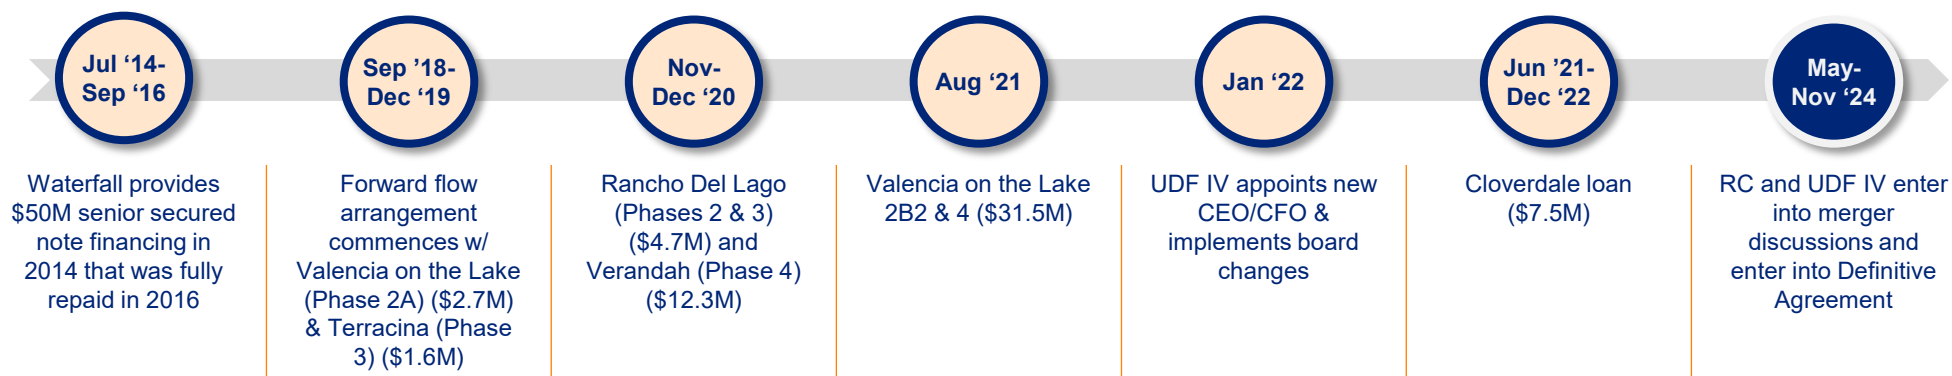 Jul ‘14-
Sep ‘16
Waterfall provides
$50M senior secured
note financing in
2014 that was fully
repaid in 2016
Sep ’18-
Dec ‘19
Forward flow
arrangement
commences w/
Valencia on the Lake
(Phase 2A) ($2.7M)
& Terracina (Phase
3) ($1.6M)
Nov-
Dec ‘20
Rancho Del Lago
(Phases 2 & 3)
($4.7M) and
Verandah (Phase 4)
($12.3M)
Aug ‘21
Valencia on the Lake
2B2 & 4 ($31.5M)
Jan ‘22
UDF IV appoints new
CEO/CFO &
implements board
changes
Jun ’21-
Dec ‘22
Cloverdale loan
($7.5M)
May-
Nov ‘24
RC and UDF IV enter
into merger
discussions and
enter into Definitive
Agreement